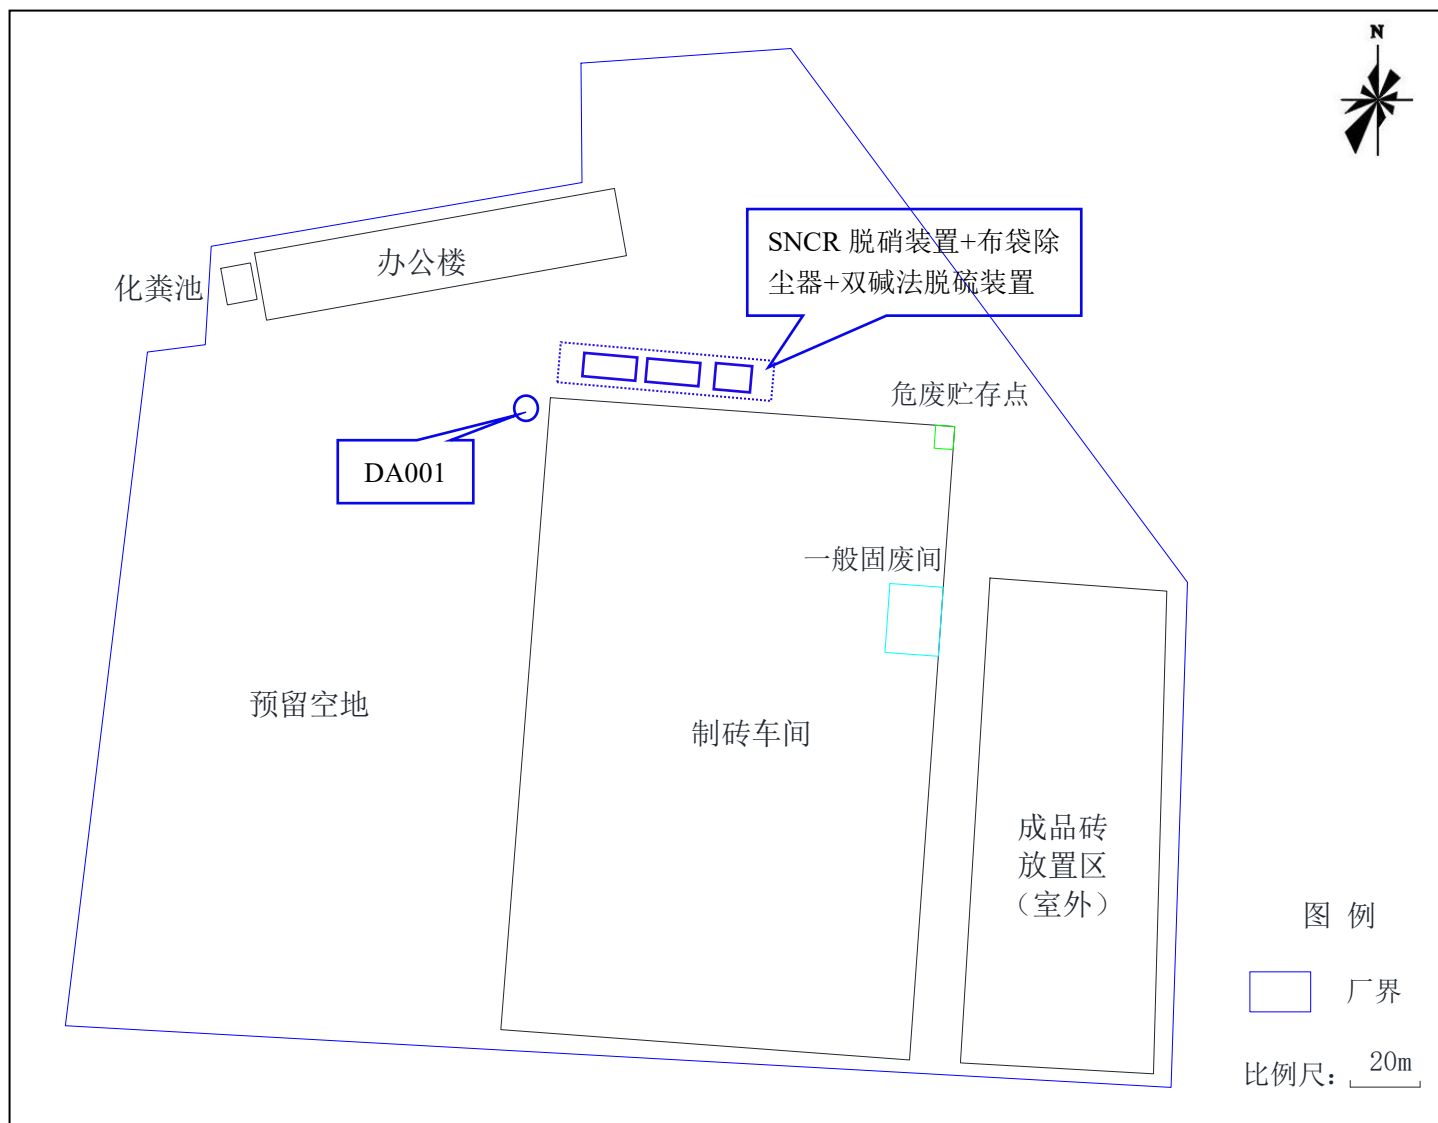 N
SNCR 脱硝装置+布袋除
尘器+双碱法脱硫装置
办公楼
化粪池
危废贮存点
DA001
一般固废间
预留空地
制砖车间
成品砖
放置区
（室外）
图 例
厂界
比例尺：
20m